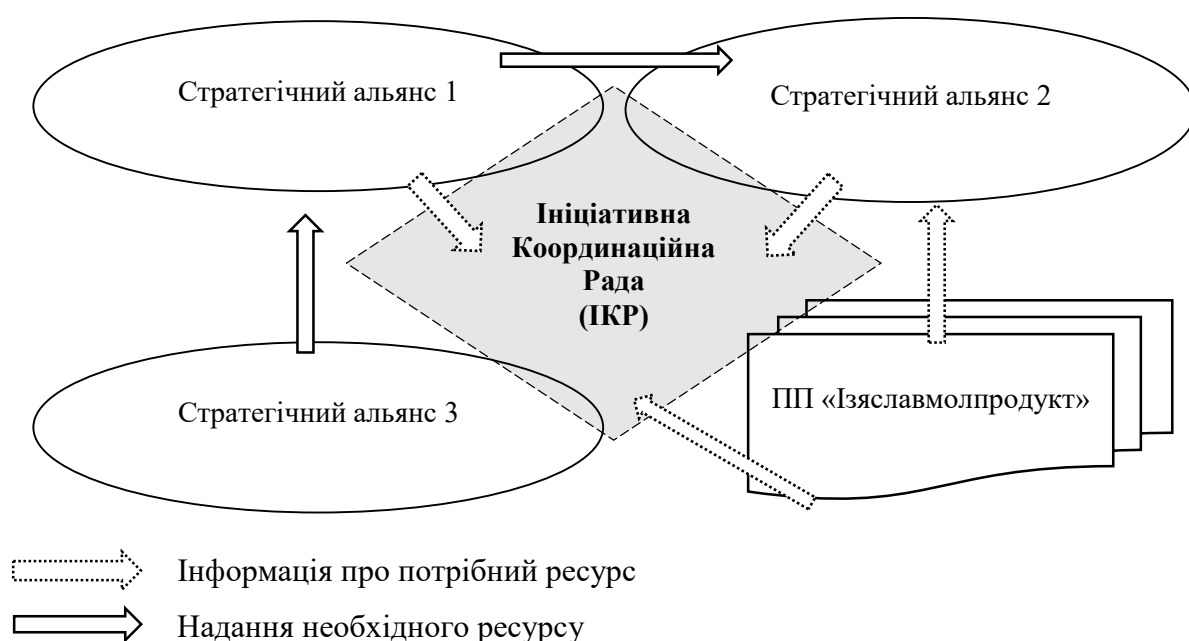 Стратегічний альянс 1
Стратегічний альянс 2
Ініціативна
Координаційна
Рада
(ІКР)
Стратегічний альянс 3
ПП «Ізяславмолпродукт»
Інформація про потрібний ресурс
Надання необхідного ресурсу